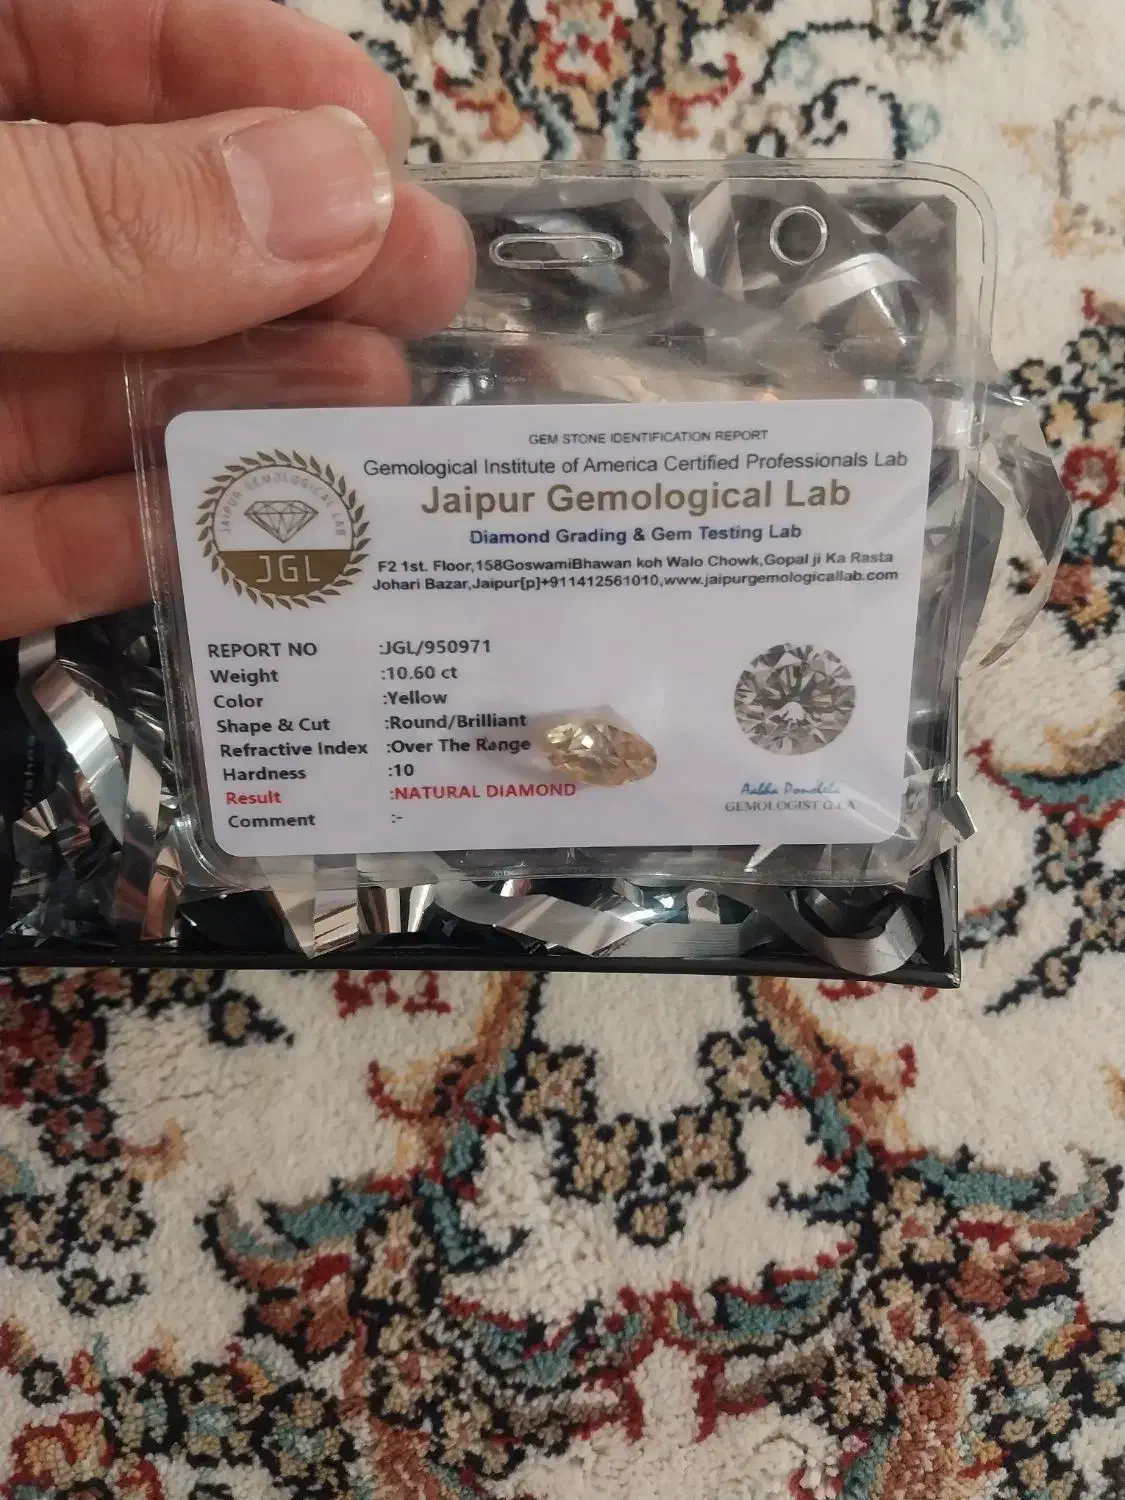 GEM STONE IDENTIFICATION REPORT
Gemological Institute of America Certified Professionals Lab
Jaipur Gemological Lab
Diamond Grading & Gem Testing Lab
F2 1st. Floor,158GoswamiBhawan koh Walo Chowk,Gopal ji Ka Rasta
Johari Bazar,Jaipur[p]+911412561010,www.jaipurgemologicallab.com
JAIPUR GEMOLOGICAL LAB
JGL
REPORT NO :JGL/950971
Weight :10.60 ct
Color :Yellow
Shape & Cut :Round/Brilliant
Refractive Index :Over The Range
Hardness :10
Result :NATURAL DIAMOND
Comment :-
GEMOLOGIST G.I.A